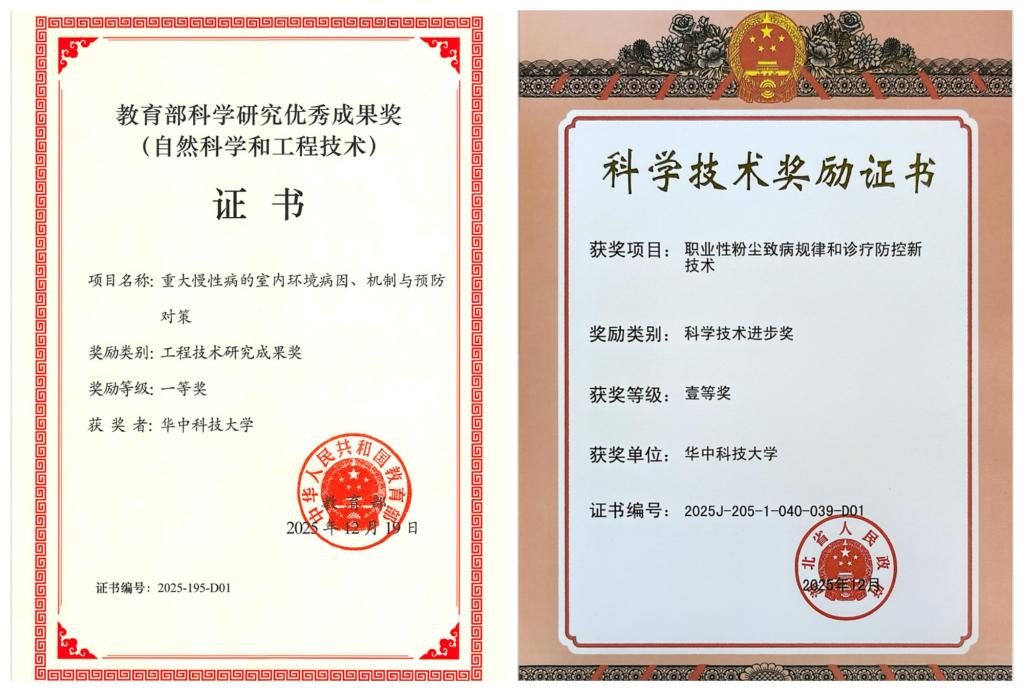 教育部科学研究优秀成果奖
（自然科学和工程技术）
证 书
项目名称：重大慢性病的室内环境病因、机制与预防
对策
奖励类别：工程技术研究成果奖
奖励等级：一等奖
获 奖 者：华中科技大学
中华人民共和国教育部
教 育 部
2025 年 12 月 19 日
证书编号：2025-195-D01
科学技术奖励证书
获奖项目：职业性粉尘致病规律和诊疗防控新
技术
奖励类别：科学技术进步奖
获奖等级：壹等奖
获奖单位：华中科技大学
证书编号：2025J-205-1-040-039-D01
北省人民政府
2025年12月